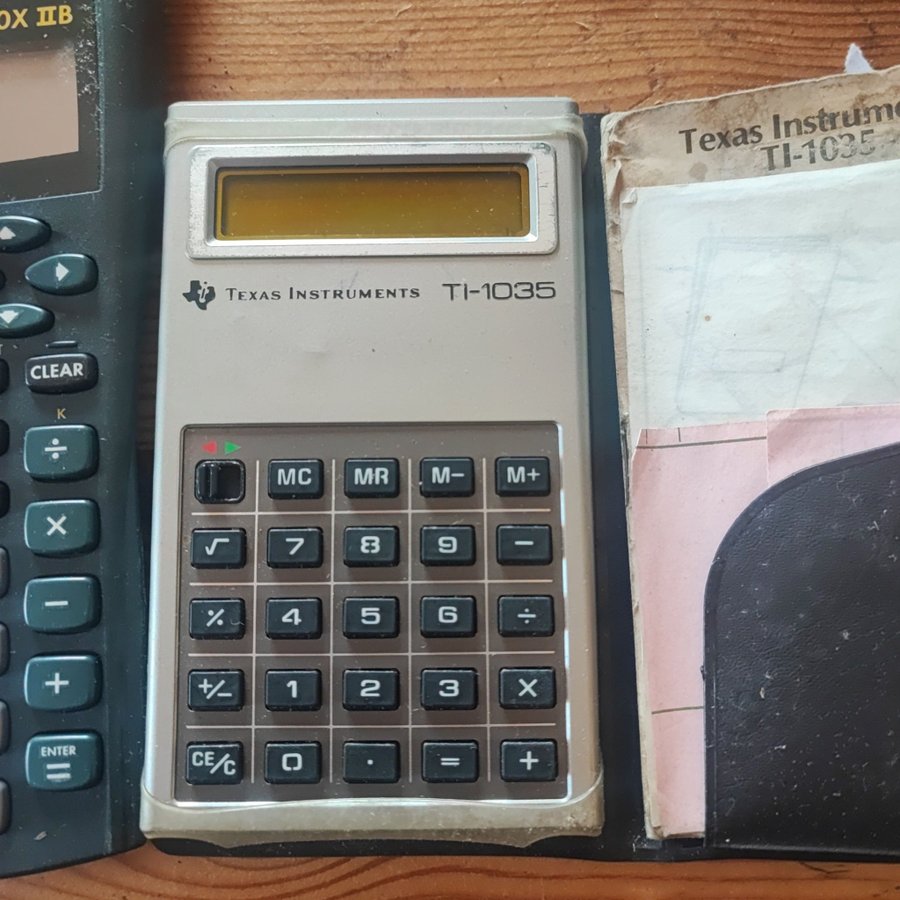 OX IIB
CLEAR
K
÷
×
−
+
ENTER
=
TEXAS INSTRUMENTS TI-1035
MC MR M− M+
√ 7 8 9 −
% 4 5 6 ÷
+/− 1 2 3 ×
CE/C 0 . = +
Texas Instrume
TI-1035